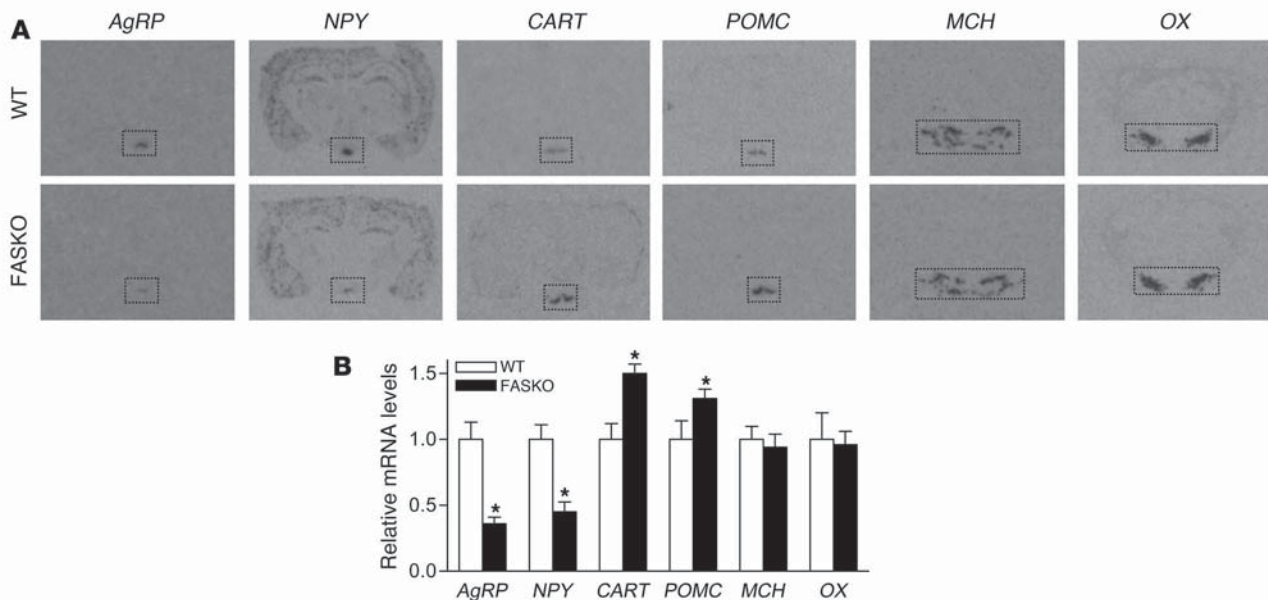 A AgRP NPY CART POMC MCH OX
WT
FASKO
B
WT
FASKO
Relative mRNA levels
1.5
1.0
0.5
0.0
* * * *
AgRP NPY CART POMC MCH OX